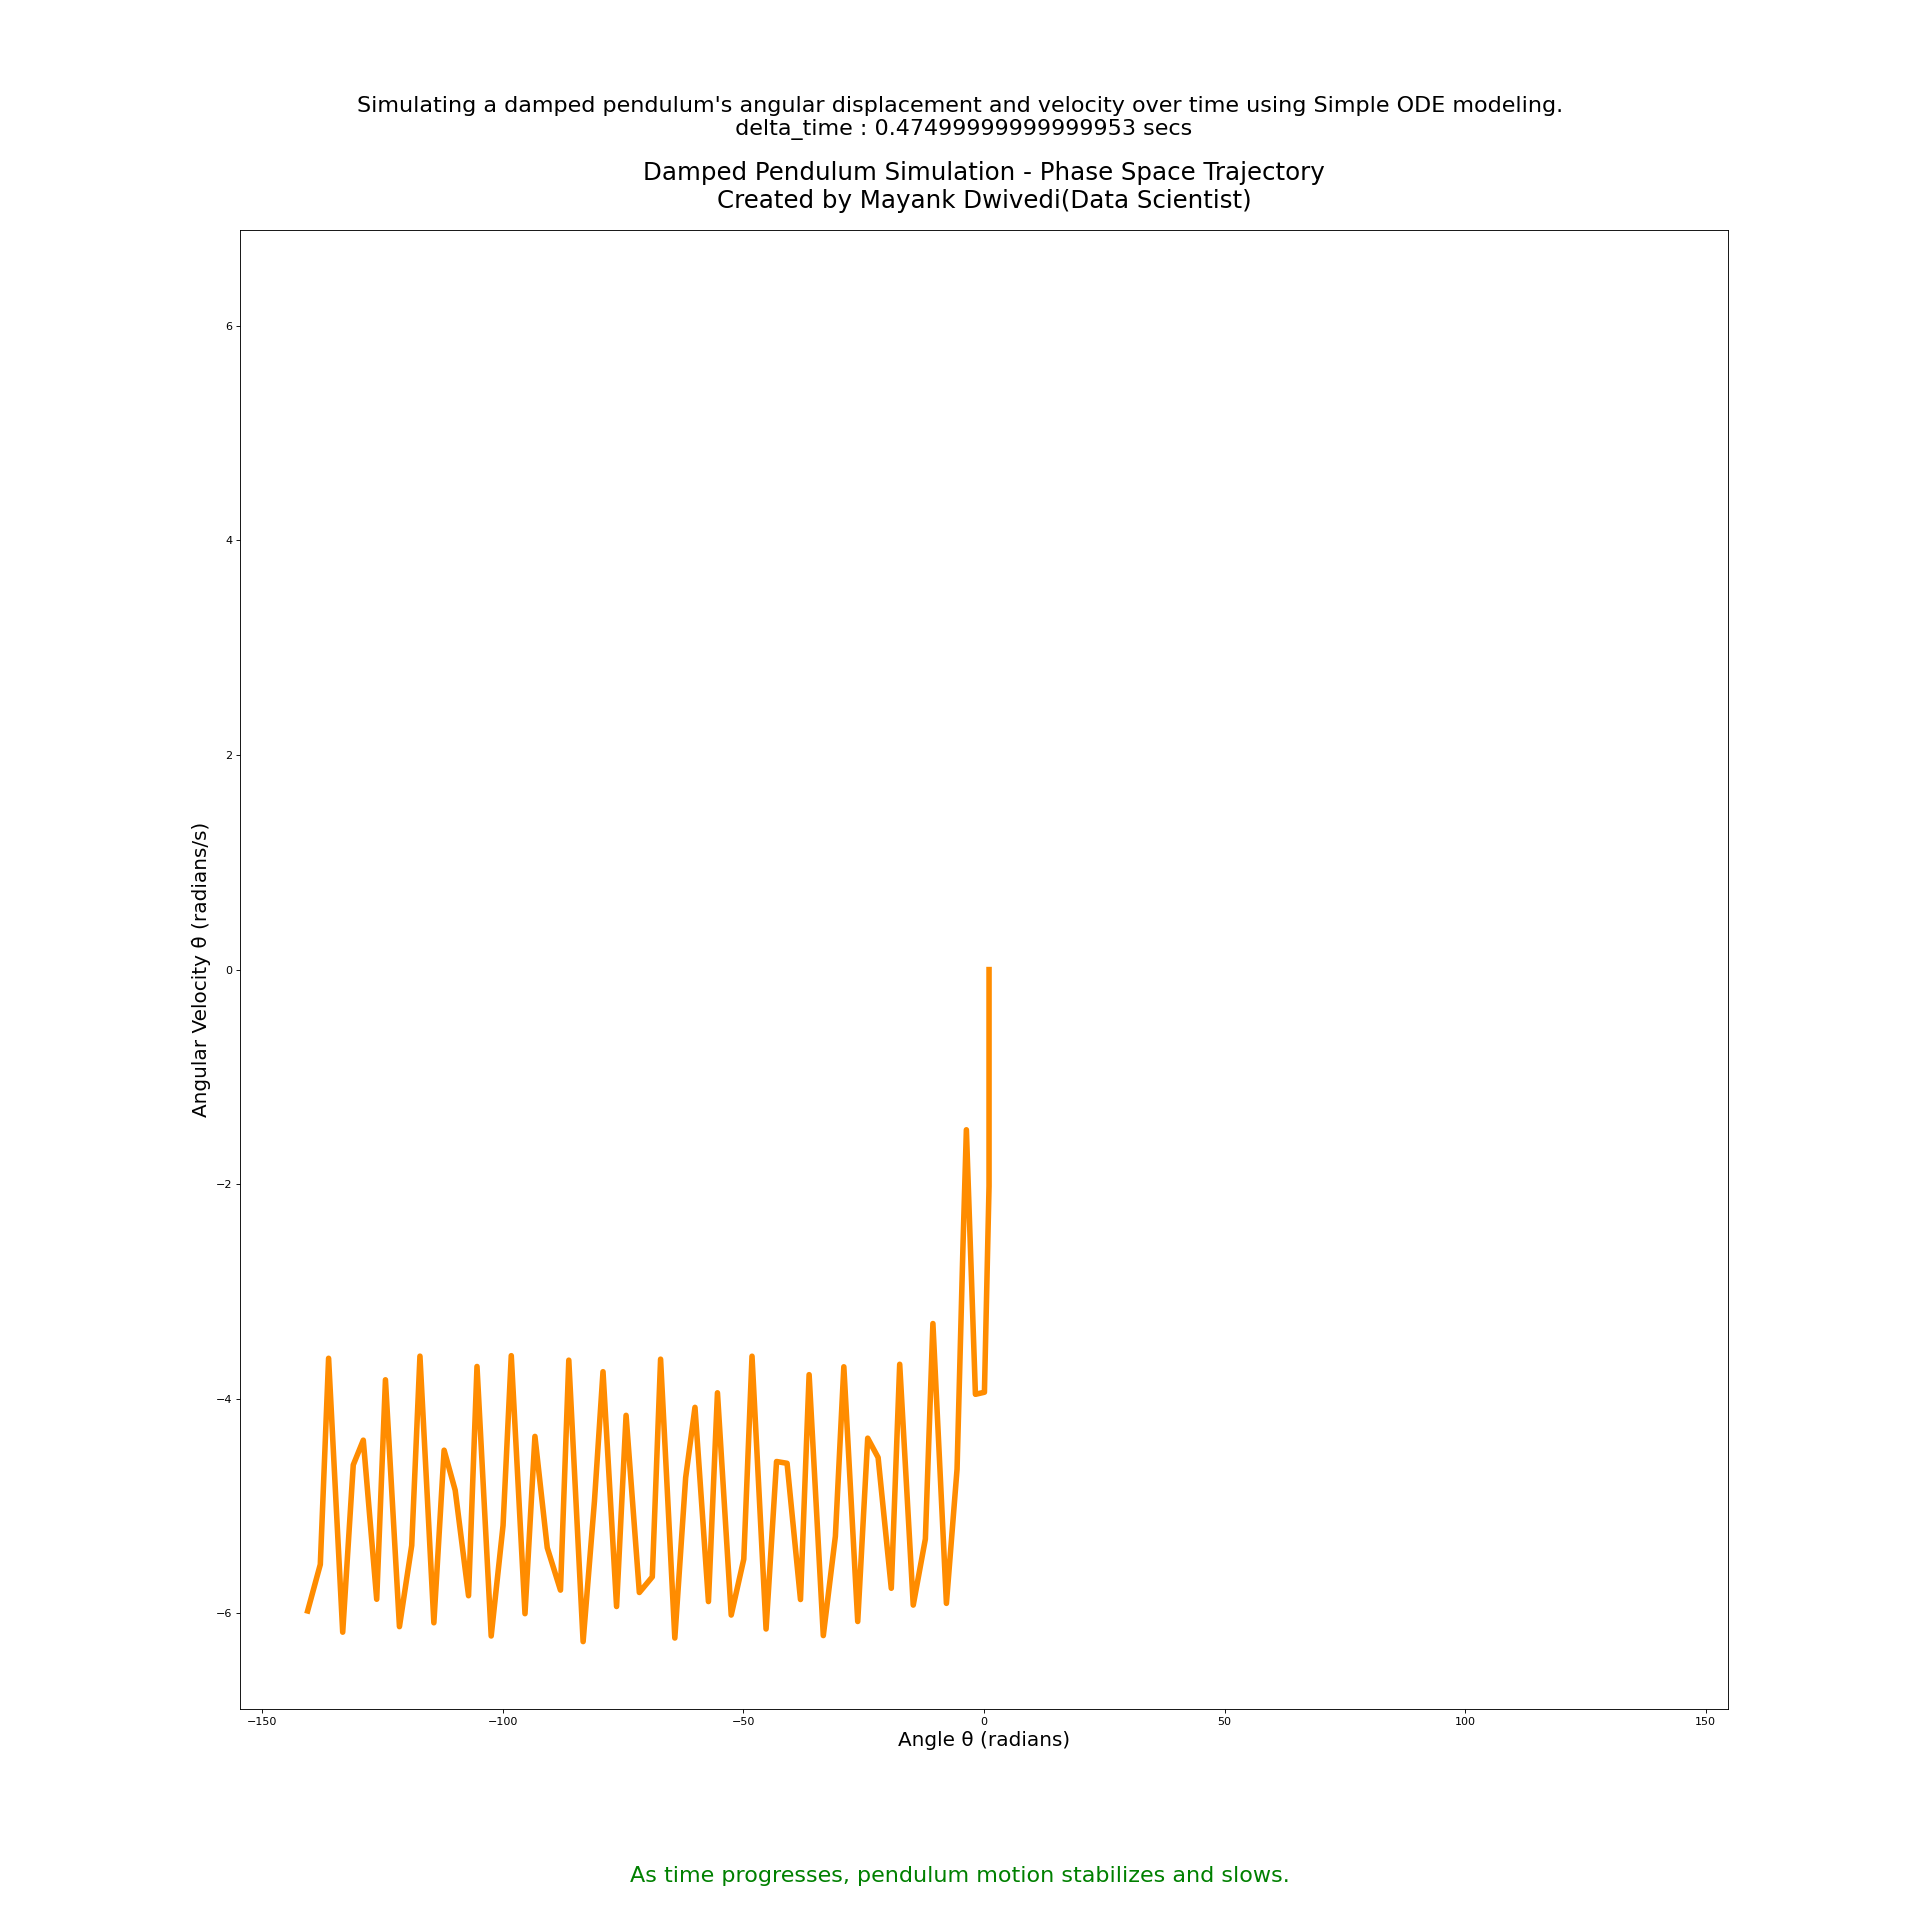 Simulating a damped pendulum's angular displacement and velocity over time using Simple ODE modeling.
delta_time : 0.47499999999999953 secs
Damped Pendulum Simulation - Phase Space Trajectory
Created by Mayank Dwivedi(Data Scientist)
6
4
2
0
−2
−4
−6
Angular Velocity θ (radians/s)
−150
−100
−50
0
50
100
150
Angle θ (radians)
As time progresses, pendulum motion stabilizes and slows.